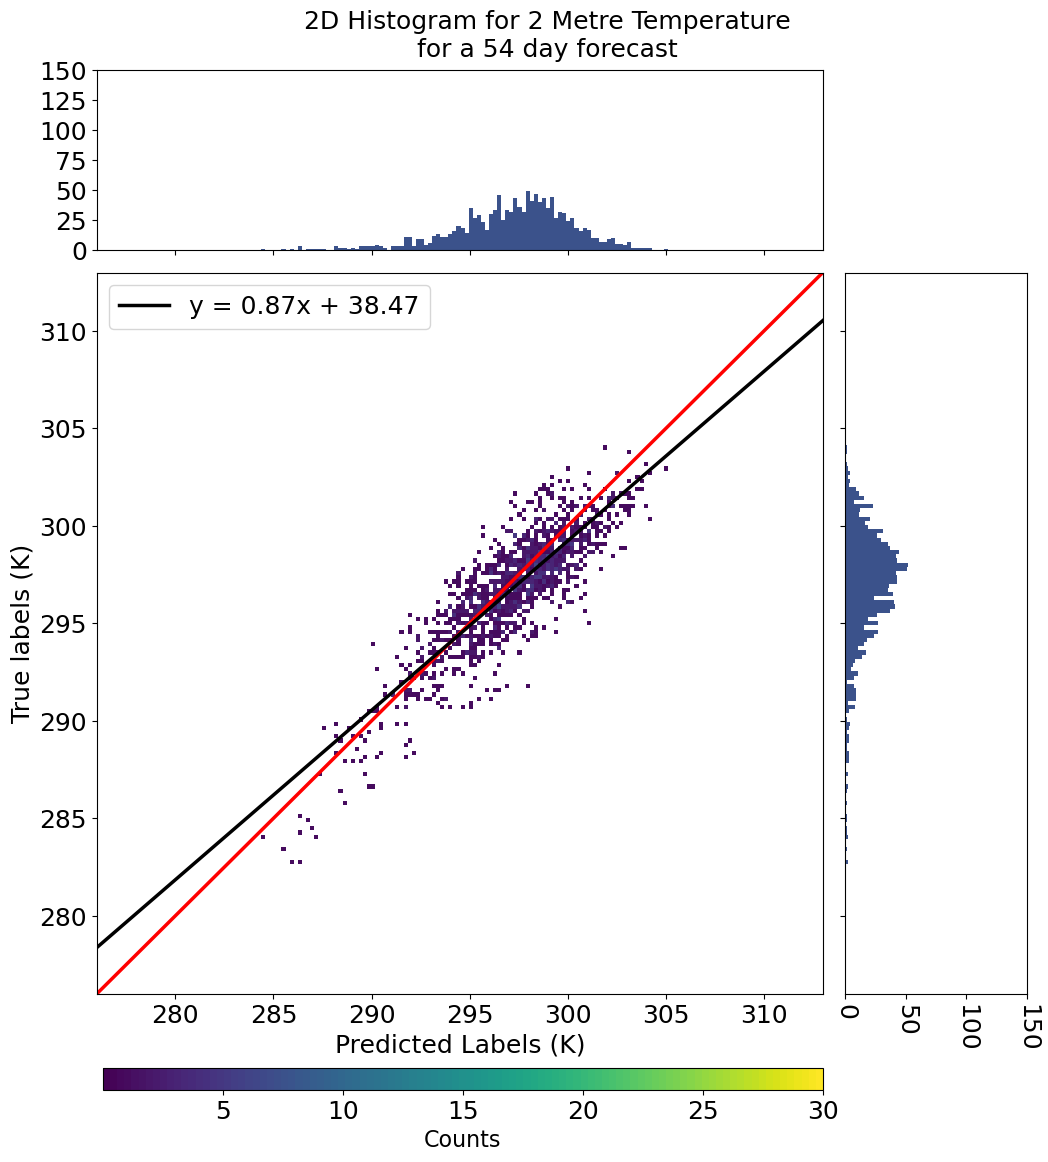 2D Histogram for 2 Metre Temperature
for a 54 day forecast
150
125
100
75
50
25
0
y = 0.87x + 38.47
310
305
300
295
290
285
280
True labels (K)
280 285 290 295 300 305 310
Predicted Labels (K)
0 50 100 150
5 10 15 20 25 30
Counts